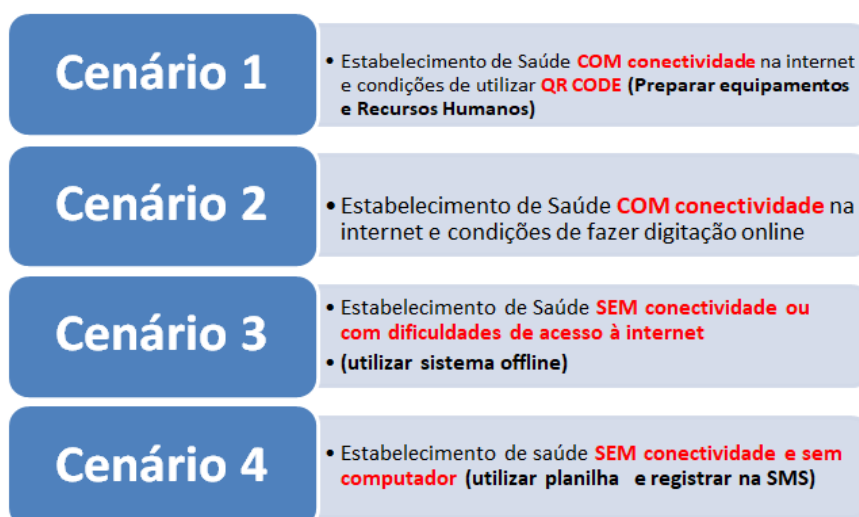 Cenário 1
• Estabelecimento de Saúde COM conectividade na internet
e condições de utilizar QR CODE (Preparar equipamentos
e Recursos Humanos)
Cenário 2
• Estabelecimento de Saúde COM conectividade na
internet e condições de fazer digitação online
Cenário 3
• Estabelecimento de Saúde SEM conectividade ou
com dificuldades de acesso à internet
• (utilizar sistema offline)
Cenário 4
• Estabelecimento de saúde SEM conectividade e sem
computador (utilizar planilha e registrar na SMS)